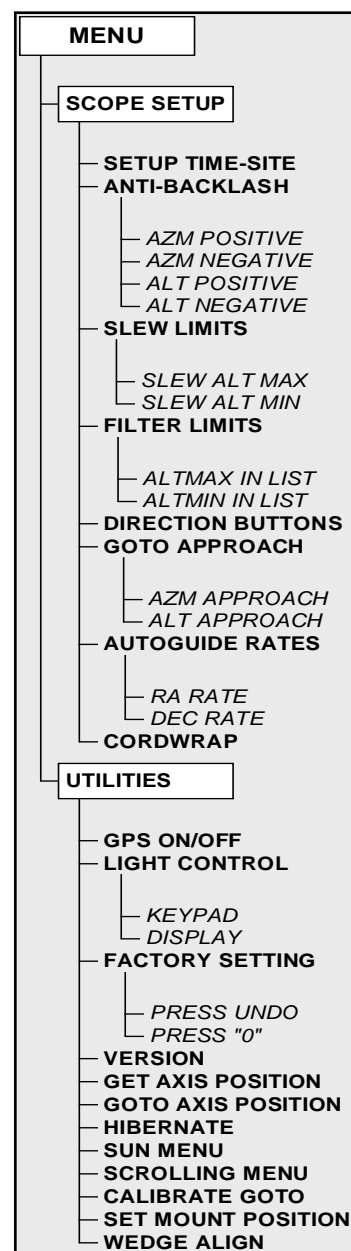 MENU
SCOPE SETUP
SETUP TIME-SITE
ANTI-BACKLASH
AZM POSITIVE
AZM NEGATIVE
ALT POSITIVE
ALT NEGATIVE
SLEW LIMITS
SLEW ALT MAX
SLEW ALT MIN
FILTER LIMITS
ALTMAX IN LIST
ALTMIN IN LIST
DIRECTION BUTTONS
GOTO APPROACH
AZM APPROACH
ALT APPROACH
AUTOGUIDE RATES
RA RATE
DEC RATE
CORDWRAP
UTILITIES
GPS ON/OFF
LIGHT CONTROL
KEYPAD
DISPLAY
FACTORY SETTING
PRESS UNDO
PRESS "0"
VERSION
GET AXIS POSITION
GOTO AXIS POSITION
HIBERNATE
SUN MENU
SCROLLING MENU
CALIBRATE GOTO
SET MOUNT POSITION
WEDGE ALIGN